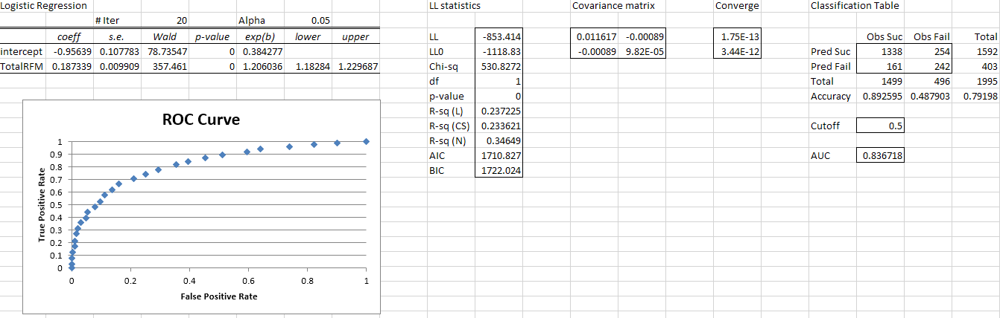 Logistic Regression LL statistics Covariance matrix Converge Classification Table
# Iter 20 Alpha 0.05
coeff s.e. Wald p-value exp(b) lower upper LL -853.414 0.011617 -0.00089 1.75E-13 Obs Suc Obs Fail Total
intercept -0.95639 0.107783 78.73547 0 0.384277 LL0 -1118.83 -0.00089 9.82E-05 3.44E-12 Pred Suc 1338 254 1592
TotalRFM 0.187339 0.009909 357.461 0 1.206036 1.18284 1.229687 Chi-sq 530.8272 Pred Fail 161 242 403
df 1 Total 1499 496 1995
p-value 0 Accuracy 0.892595 0.487903 0.79198
R-sq (L) 0.237225
R-sq (CS) 0.233621 Cutoff 0.5
R-sq (N) 0.34649
AIC 1710.827 AUC 0.836718
BIC 1722.024
ROC Curve
True Positive Rate
1
0.9
0.8
0.7
0.6
0.5
0.4
0.3
0.2
0.1
0
0 0.2 0.4 0.6 0.8 1
False Positive Rate